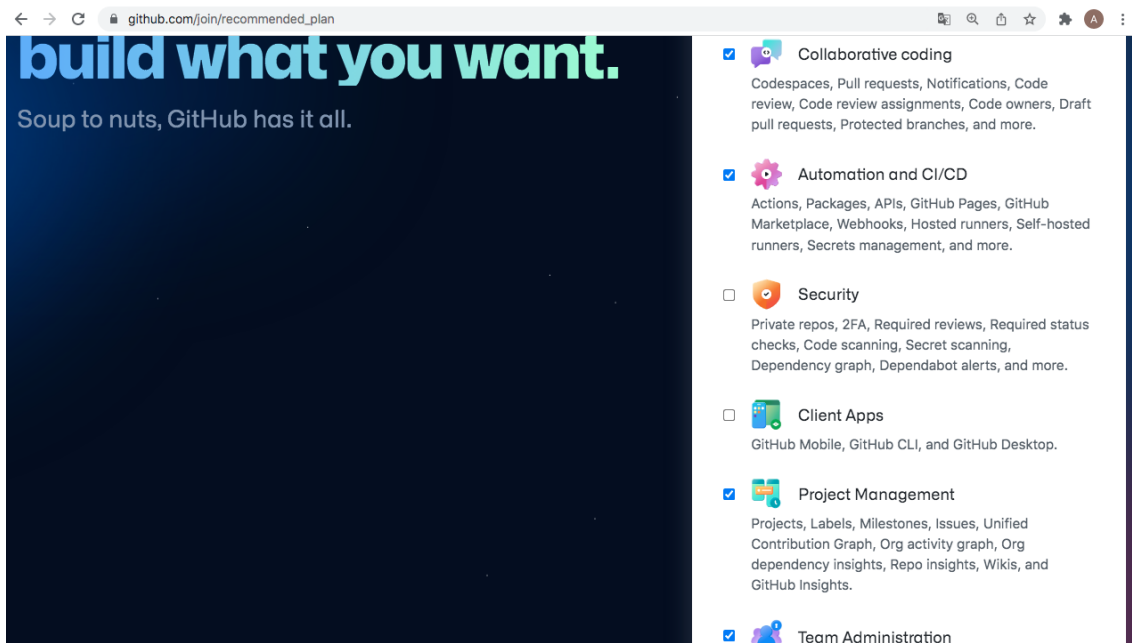 github.com/join/recommended_plan
A
build what you want.
Soup to nuts, GitHub has it all.
Collaborative coding
Codespaces, Pull requests, Notifications, Code
review, Code review assignments, Code owners, Draft
pull requests, Protected branches, and more.
Automation and CI/CD
Actions, Packages, APIs, GitHub Pages, GitHub
Marketplace, Webhooks, Hosted runners, Self-hosted
runners, Secrets management, and more.
Security
Private repos, 2FA, Required reviews, Required status
checks, Code scanning, Secret scanning,
Dependency graph, Dependabot alerts, and more.
Client Apps
GitHub Mobile, GitHub CLI, and GitHub Desktop.
Project Management
Projects, Labels, Milestones, Issues, Unified
Contribution Graph, Org activity graph, Org
dependency insights, Repo insights, Wikis, and
GitHub Insights.
Team Administration